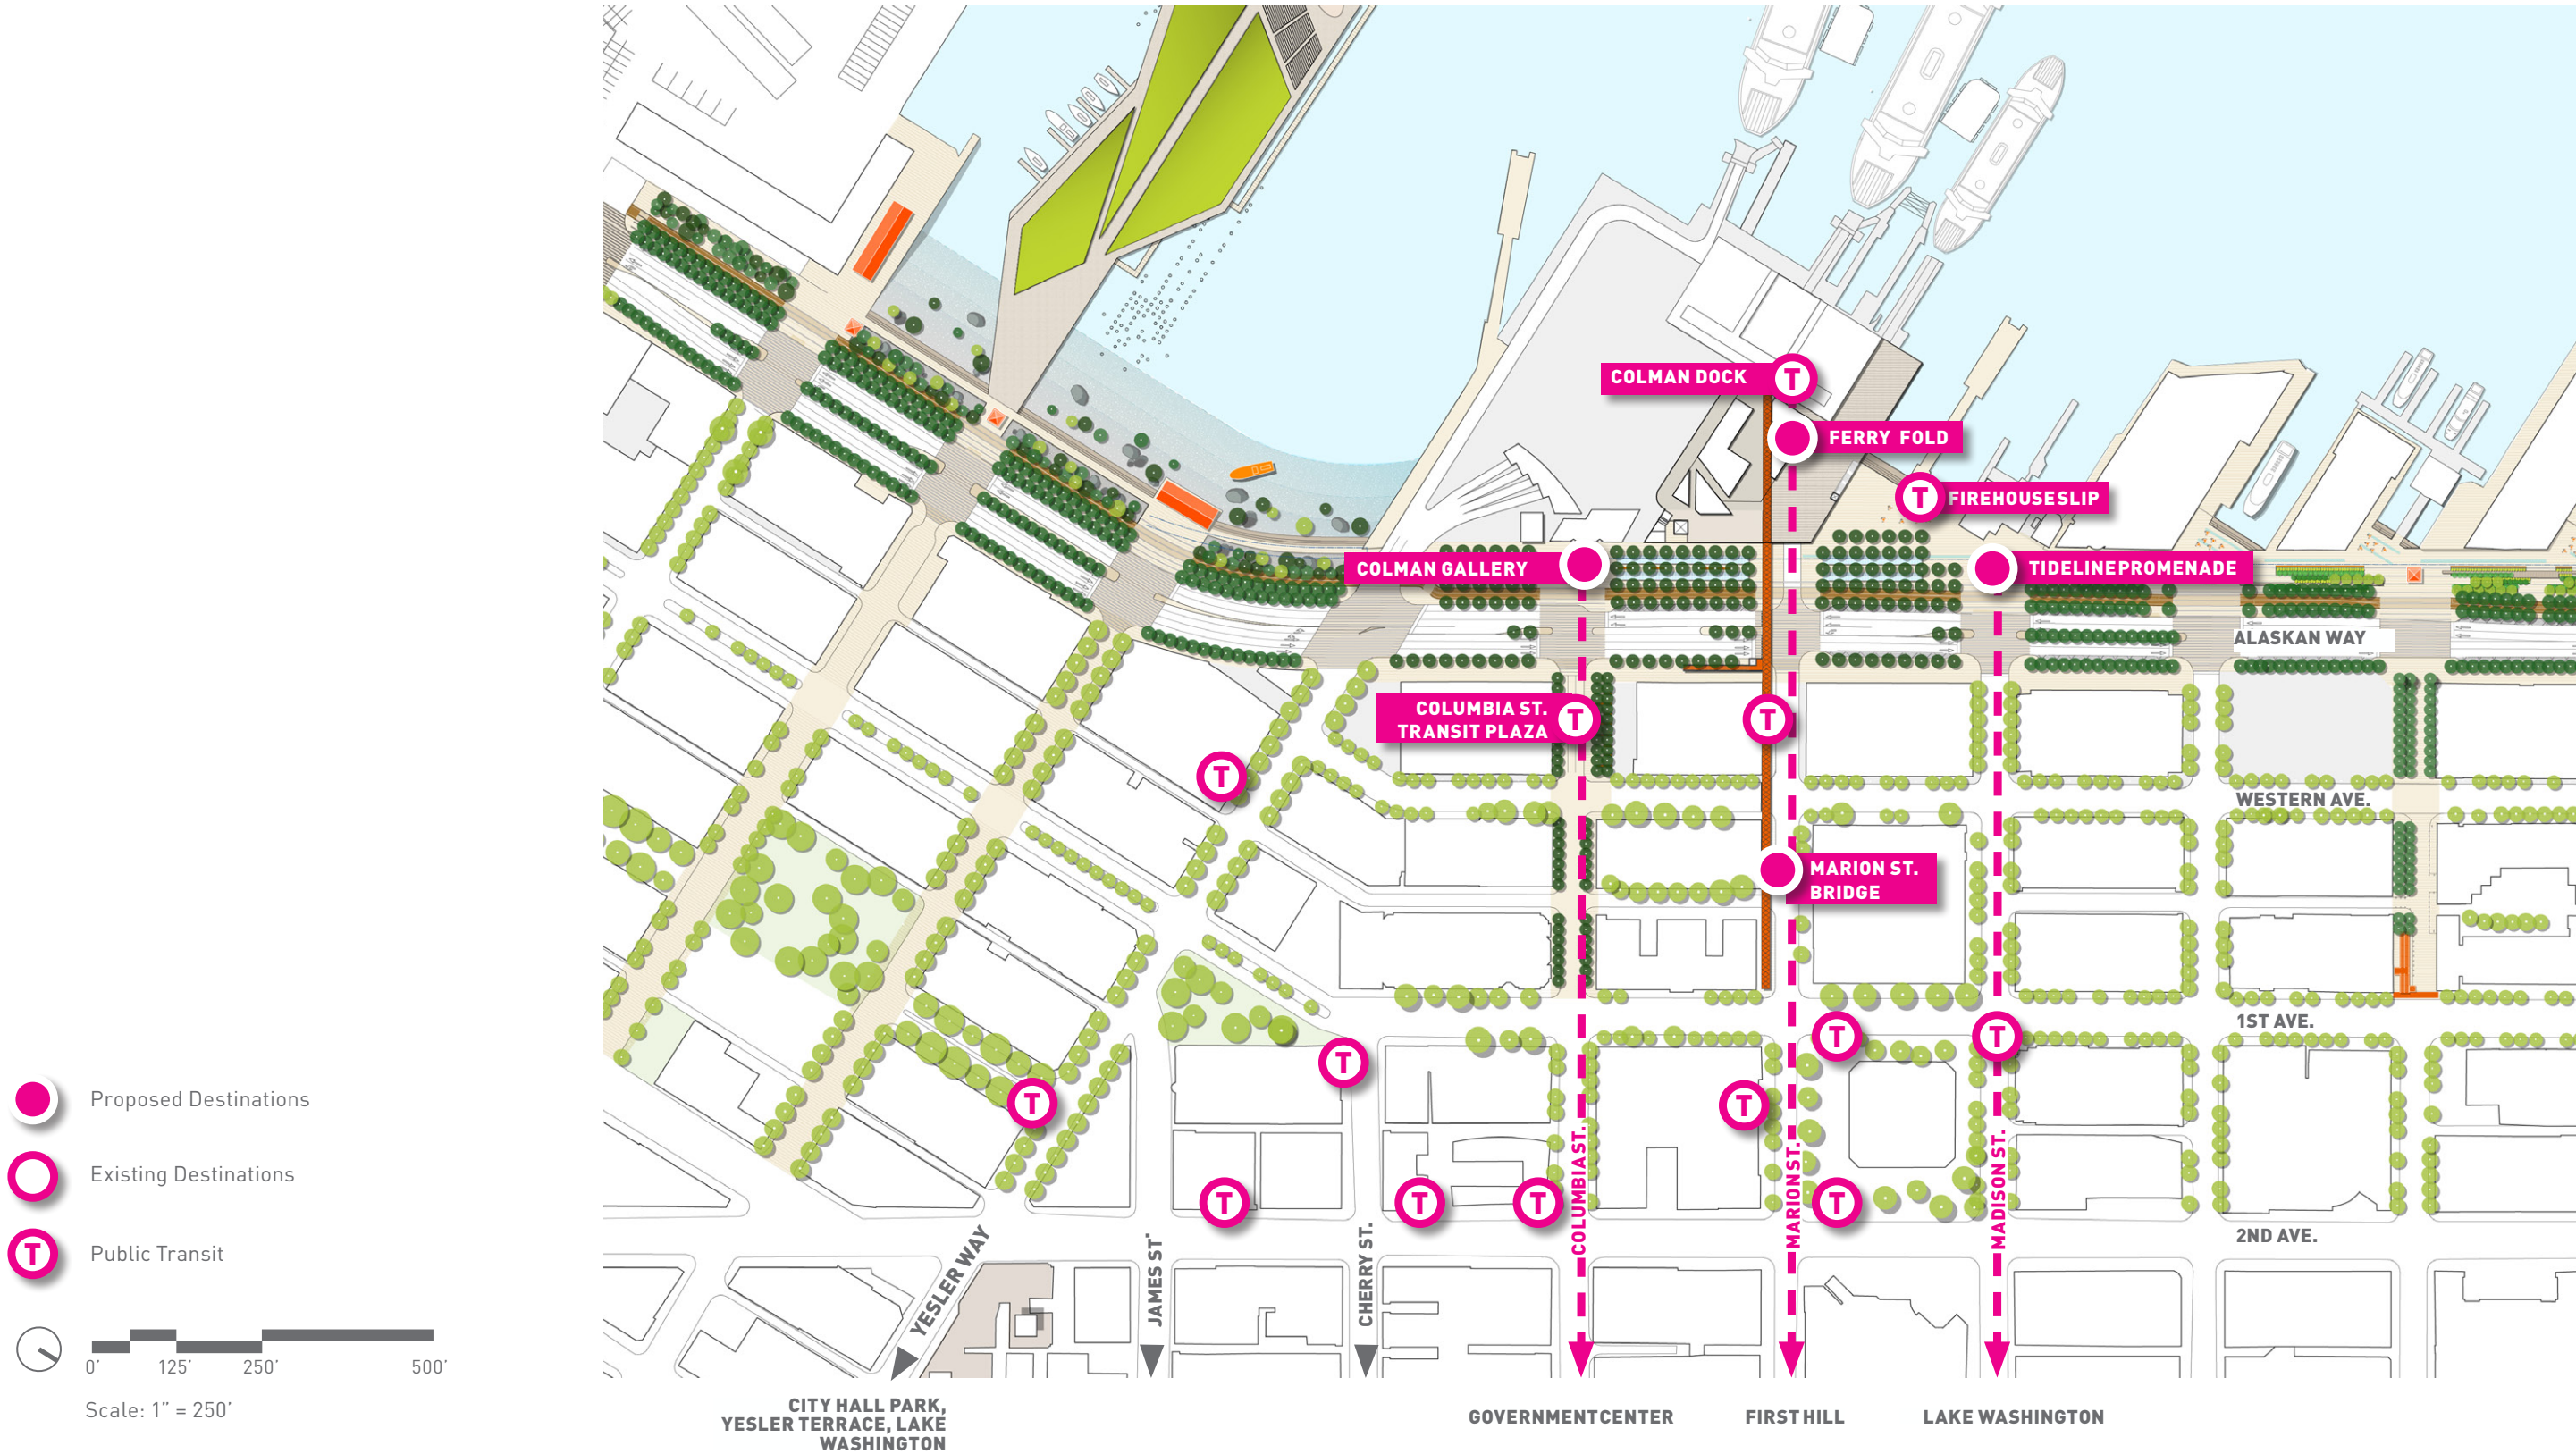 COLMAN DOCK
T
FERRY FOLD
T
FIREHOUSE SLIP
COLMAN GALLERY
TIDELINE PROMENADE
ALASKAN WAY
COLUMBIA ST.
TRANSIT PLAZA
T
T
T
WESTERN AVE.
MARION ST.
BRIDGE
1ST AVE.
T
T
T
T
T
T
T
T
T
COLUMBIA ST.
MARION ST.
MADISON ST.
2ND AVE.
YESLER WAY
JAMES ST
CHERRY ST.
Proposed Destinations
Existing Destinations
T
Public Transit
0' 125' 250' 500'
Scale: 1” = 250’
CITY HALL PARK,
YESLER TERRACE, LAKE
WASHINGTON
GOVERNMENT CENTER
FIRST HILL
LAKE WASHINGTON